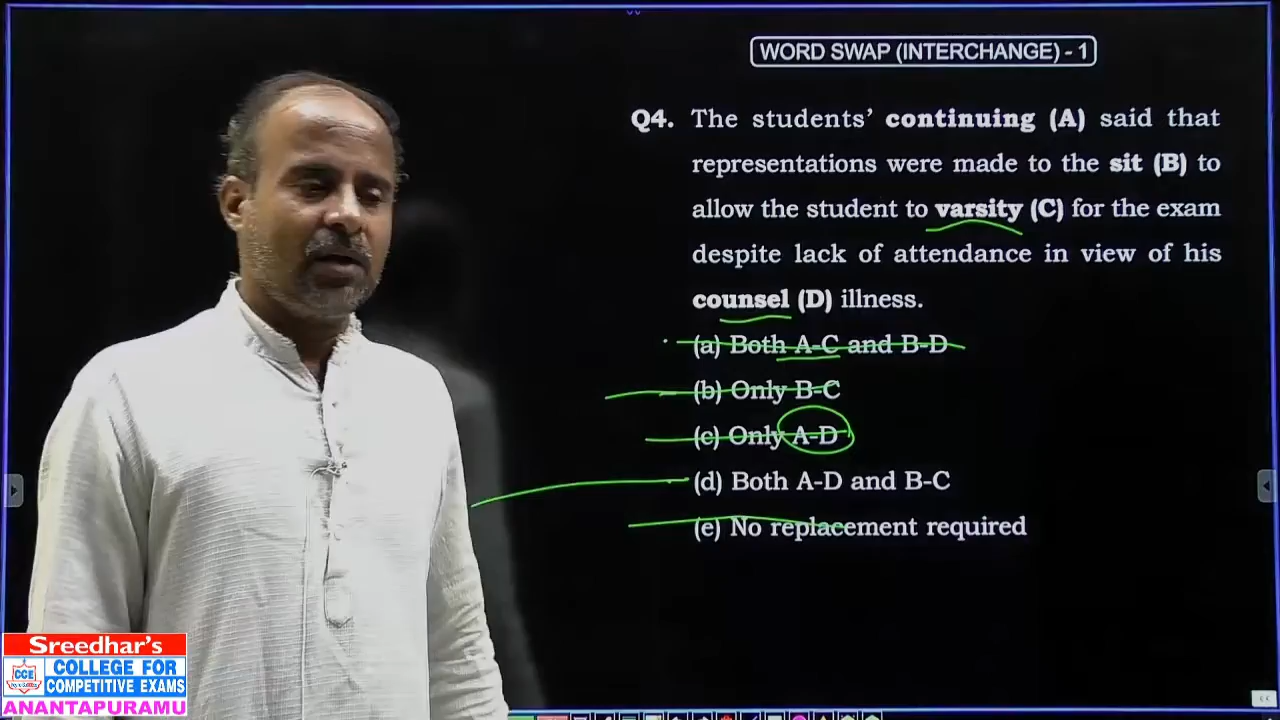 WORD SWAP (INTERCHANGE) - 1
Q4. The students' continuing (A) said that
representations were made to the sit (B) to
allow the student to varsity (C) for the exam
despite lack of attendance in view of his
counsel (D) illness.
(a) Both A-C and B-D
(b) Only B-C
(c) Only A-D
(d) Both A-D and B-C
(e) No replacement required
Sreedhar's
CCE
COLLEGE FOR
COMPETITIVE EXAMS
ANANTAPURAMU